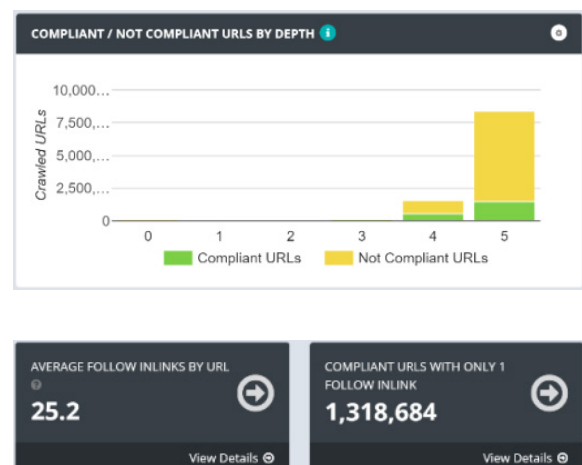 COMPLIANT / NOT COMPLIANT URLS BY DEPTH
10,000...
7,500,...
5,000,...
2,500,...
0
Crawled URLs
0 1 2 3 4 5
Compliant URLs Not Compliant URLs
AVERAGE FOLLOW INLINKS BY URL
25.2
View Details
COMPLIANT URLS WITH ONLY 1
FOLLOW INLINK
1,318,684
View Details